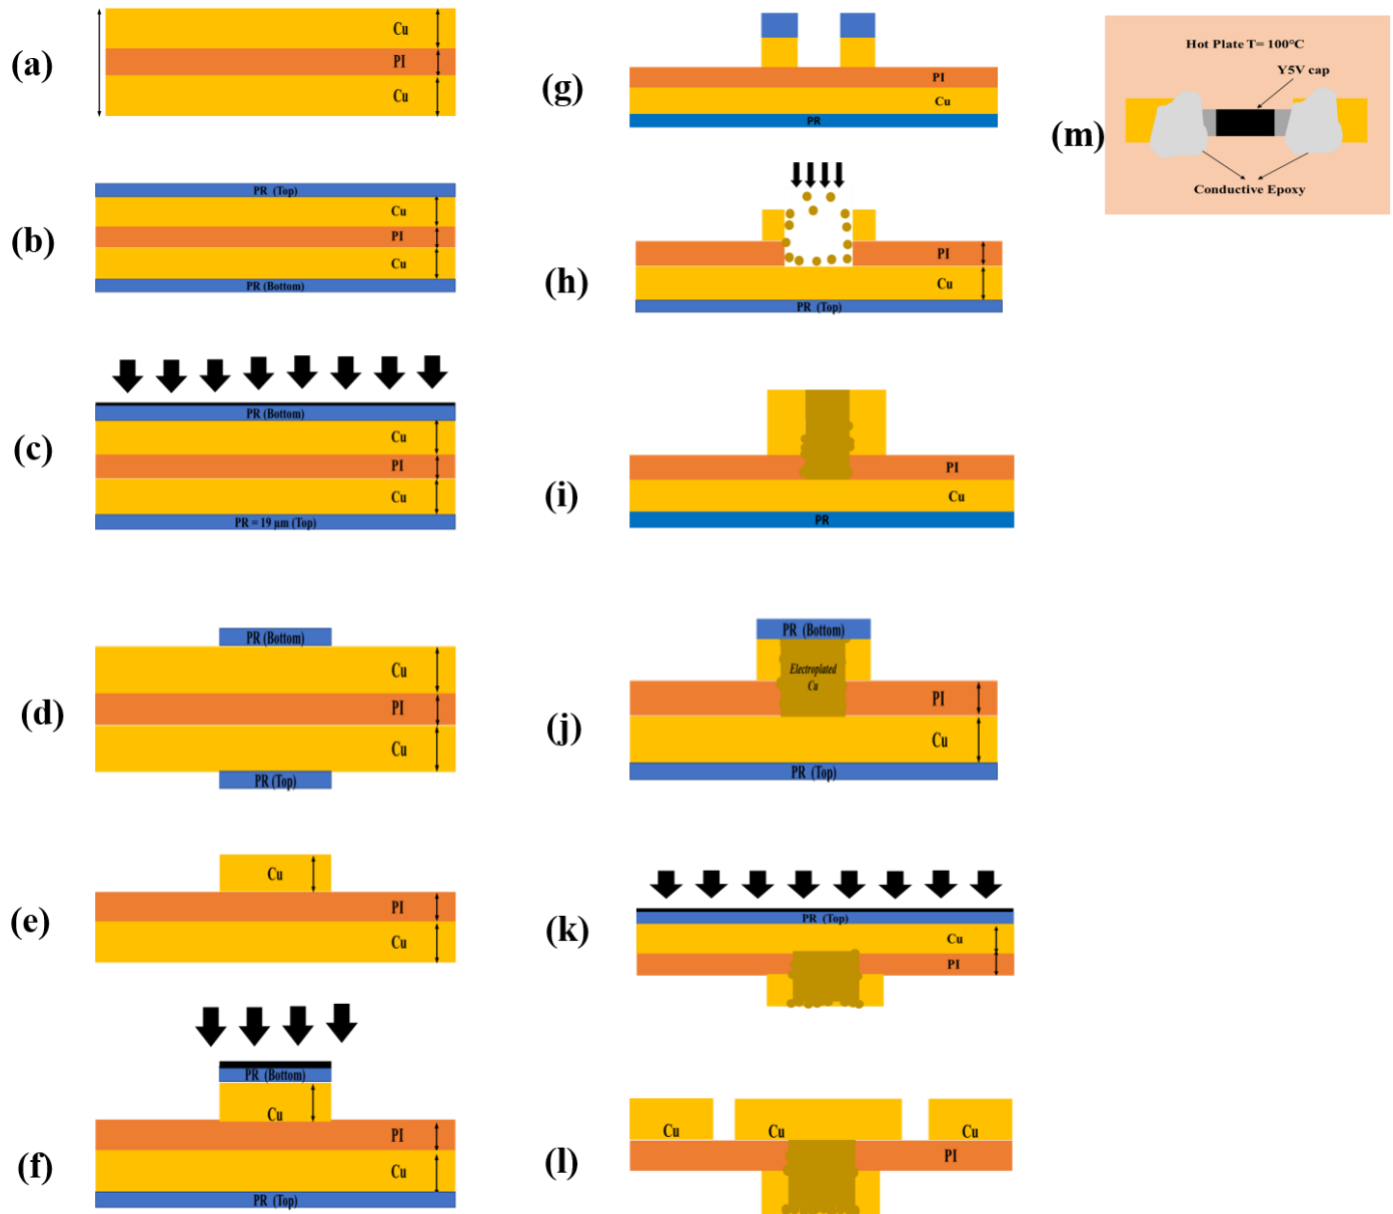 (a)
Cu
PI
Cu
(b)
PR (Top)
Cu
PI
Cu
PR (Bottom)
(c)
PR (Bottom)
Cu
PI
Cu
PR = 19 µm (Top)
(d)
PR (Bottom)
Cu
PI
Cu
PR (Top)
(e)
Cu
PI
Cu
(f)
PR (Bottom)
Cu
PI
Cu
PR (Top)
(g)
PI
Cu
PR
(h)
PI
Cu
PR (Top)
(i)
PI
Cu
PR
(j)
PR (Bottom)
Electroplated
Cu
PI
Cu
PR (Top)
(k)
PR (Top)
Cu
PI
(l)
Cu
Cu
Cu
PI
(m)
Hot Plate T= 100°C
Y5V cap
Conductive Epoxy